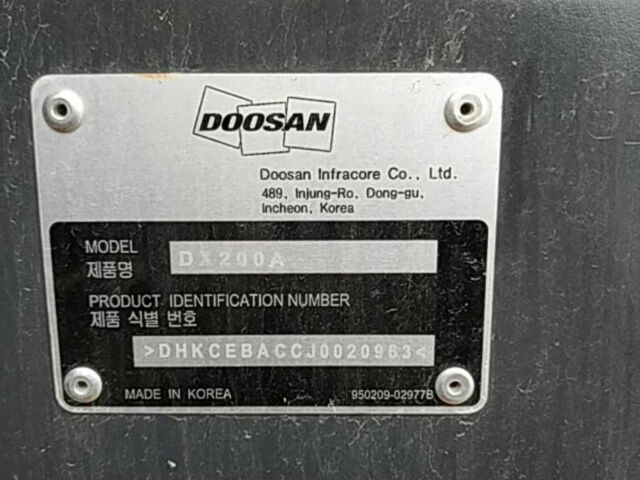 DOOSAN
Doosan Infracore Co., Ltd.
489, Injung-Ro, Dong-gu,
Incheon, Korea
MODEL
제품명
DX200A
PRODUCT IDENTIFICATION NUMBER
제품 식별 번호
>DHKCEBACCJ0020963<
MADE IN KOREA
950209-02977B